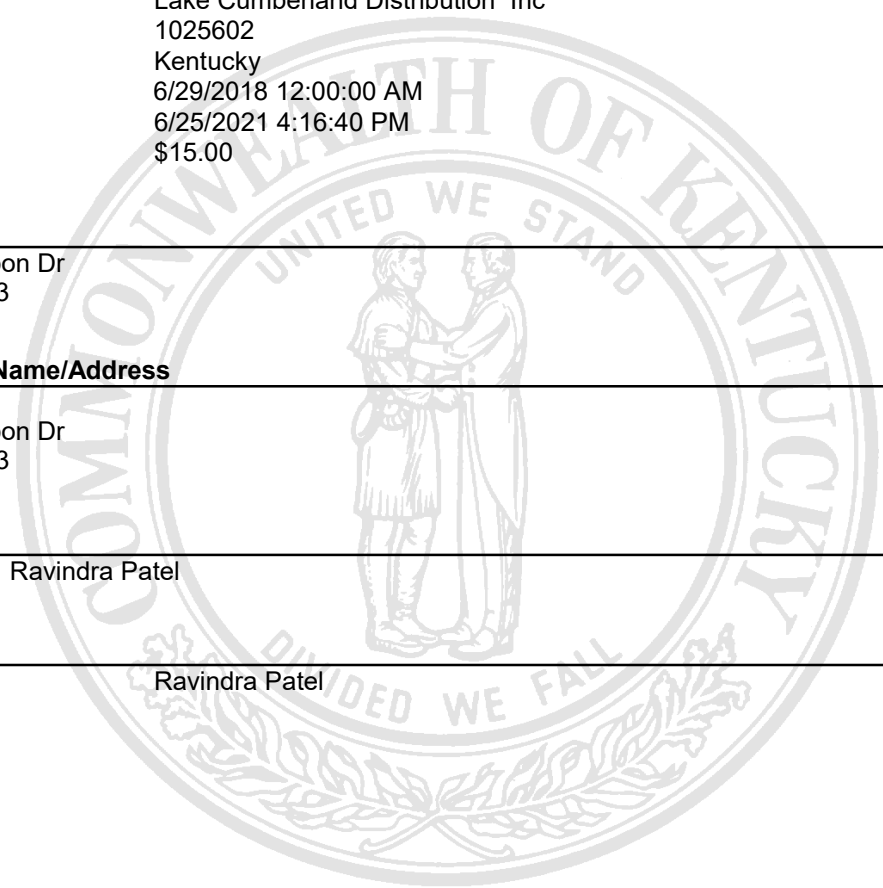 Lake Cumberland Distribution Inc
1025602
Kentucky
6/29/2018 12:00:00 AM
6/25/2021 4:16:40 PM
$15.00
COMMONWEALTH OF KENTUCKY
UNITED WE STAND
on Dr
3
Name/Address
on Dr
3
Ravindra Patel
Ravindra Patel
DIVIDED WE FALL